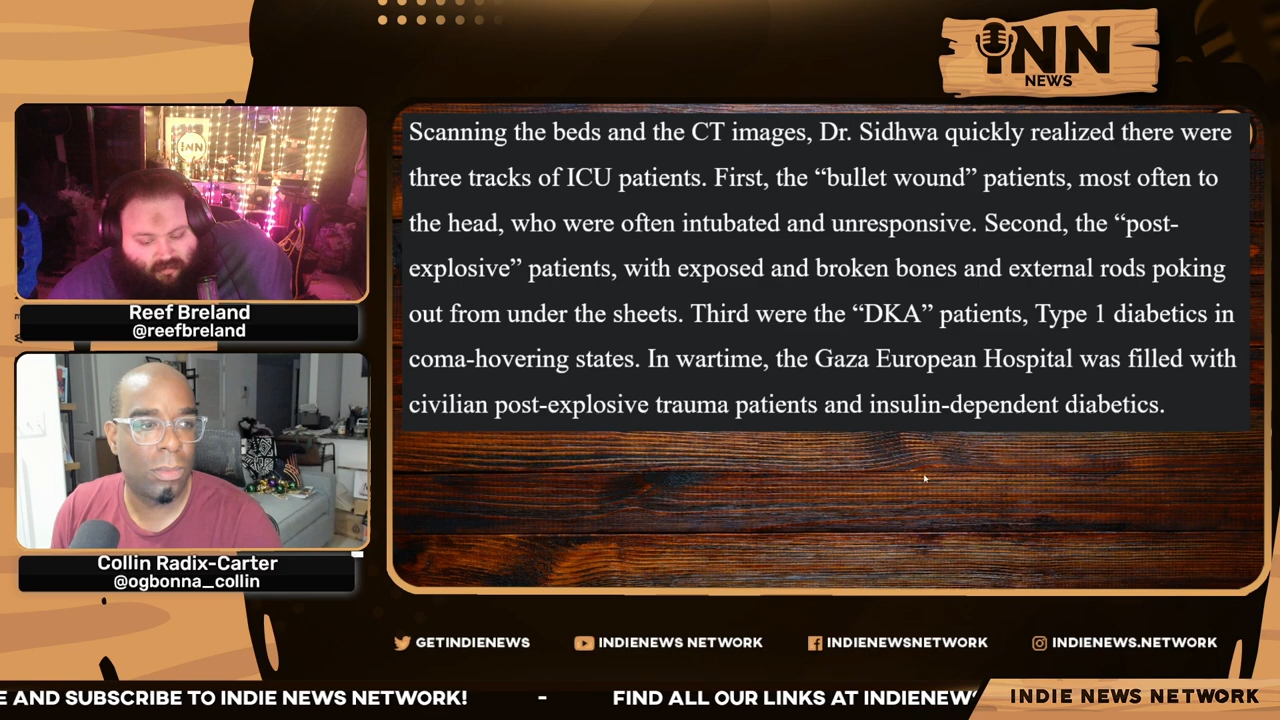 iNN
NEWS
Scanning the beds and the CT images, Dr. Sidhwa quickly realized there were
three tracks of ICU patients. First, the “bullet wound” patients, most often to
the head, who were often intubated and unresponsive. Second, the “post-
explosive” patients, with exposed and broken bones and external rods poking
out from under the sheets. Third were the “DKA” patients, Type 1 diabetics in
coma-hovering states. In wartime, the Gaza European Hospital was filled with
civilian post-explosive trauma patients and insulin-dependent diabetics.
iNN
Reef Breland
@reefbreland
Collin Radix-Carter
@ogbonna_collin
GETINDIENEWS
INDIENEWS NETWORK
INDIENEWSNETWORK
INDIENEWS.NETWORK
E AND SUBSCRIBE TO INDIE NEWS NETWORK! - FIND ALL OUR LINKS AT INDIENEW
INDIE NEWS NETWORK